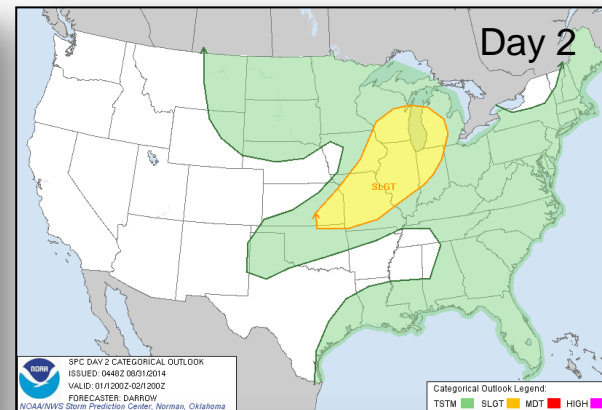 Day 2
SLGT
NOAA
SPC DAY 2 CATEGORICAL OUTLOOK
ISSUED: 0448Z 08/31/2014
VALID: 01/1200Z-02/1200Z
FORECASTER: DARROW
NOAA/NWS Storm Prediction Center, Norman, Oklahoma
Categorical Outlook Legend:
TSTM SLGT MDT HIGH